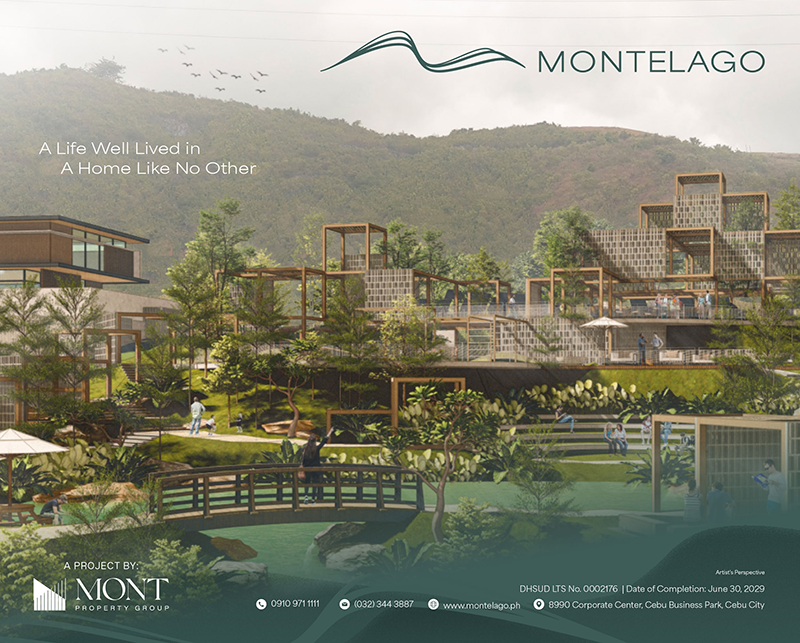 MONTELAGO
A Life Well Lived in
A Home Like No Other
Artist's Perspective
A PROJECT BY:
MONT
PROPERTY GROUP
DHSUD LTS No. 0002176 | Date of Completion: June 30, 2029
0910 971 1111 (032) 344 3887 www.montelago.ph 8990 Corporate Center, Cebu Business Park, Cebu City